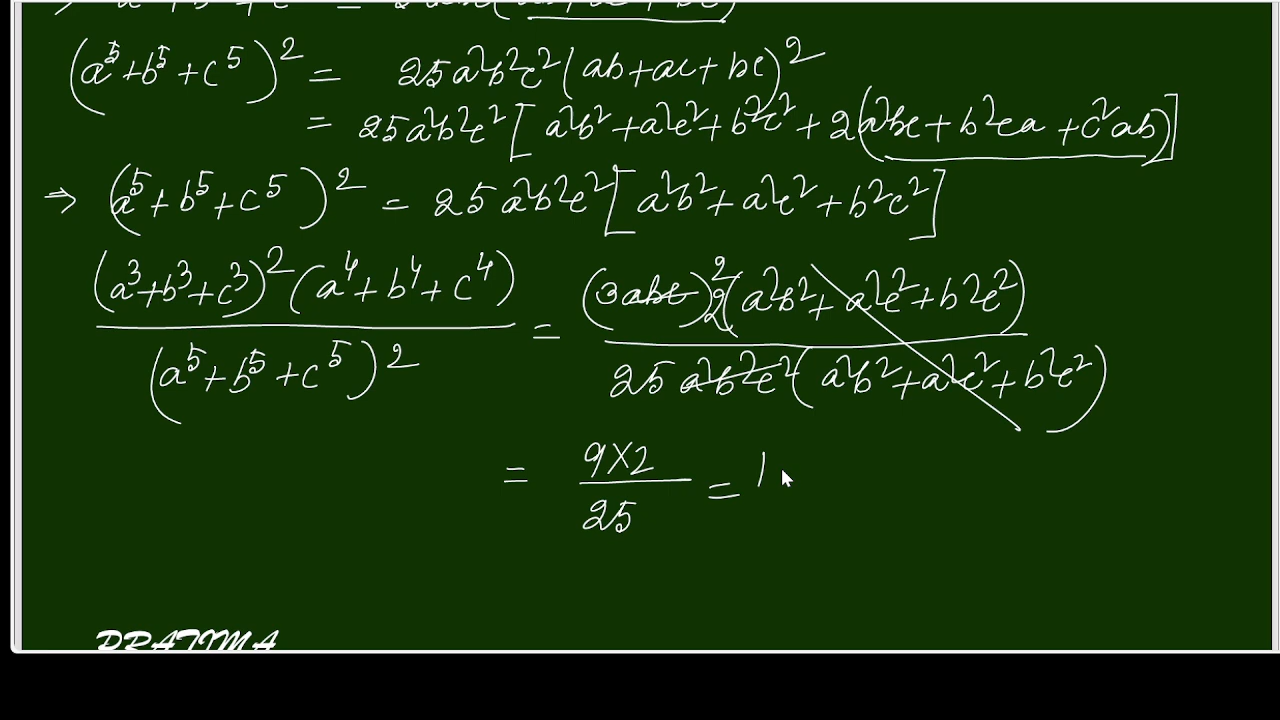 (a⁵+b⁵+c⁵)² = 25a²b²c²(ab+ac+bc)²
= 25a²b²c²[a²b²+a²c²+b²c²+2(a²bc+b²ca+c²ab)]
⇒ (a⁵+b⁵+c⁵)² = 25a²b²c²[a²b²+a²c²+b²c²]
(a³+b³+c³)²(a⁴+b⁴+c⁴) / (a⁵+b⁵+c⁵)² = (3abc)²2(a²b²+a²c²+b²c²) / 25a²b²c²(a²b²+a²c²+b²c²)
= 9×2 / 25 = 1
PRATIMA